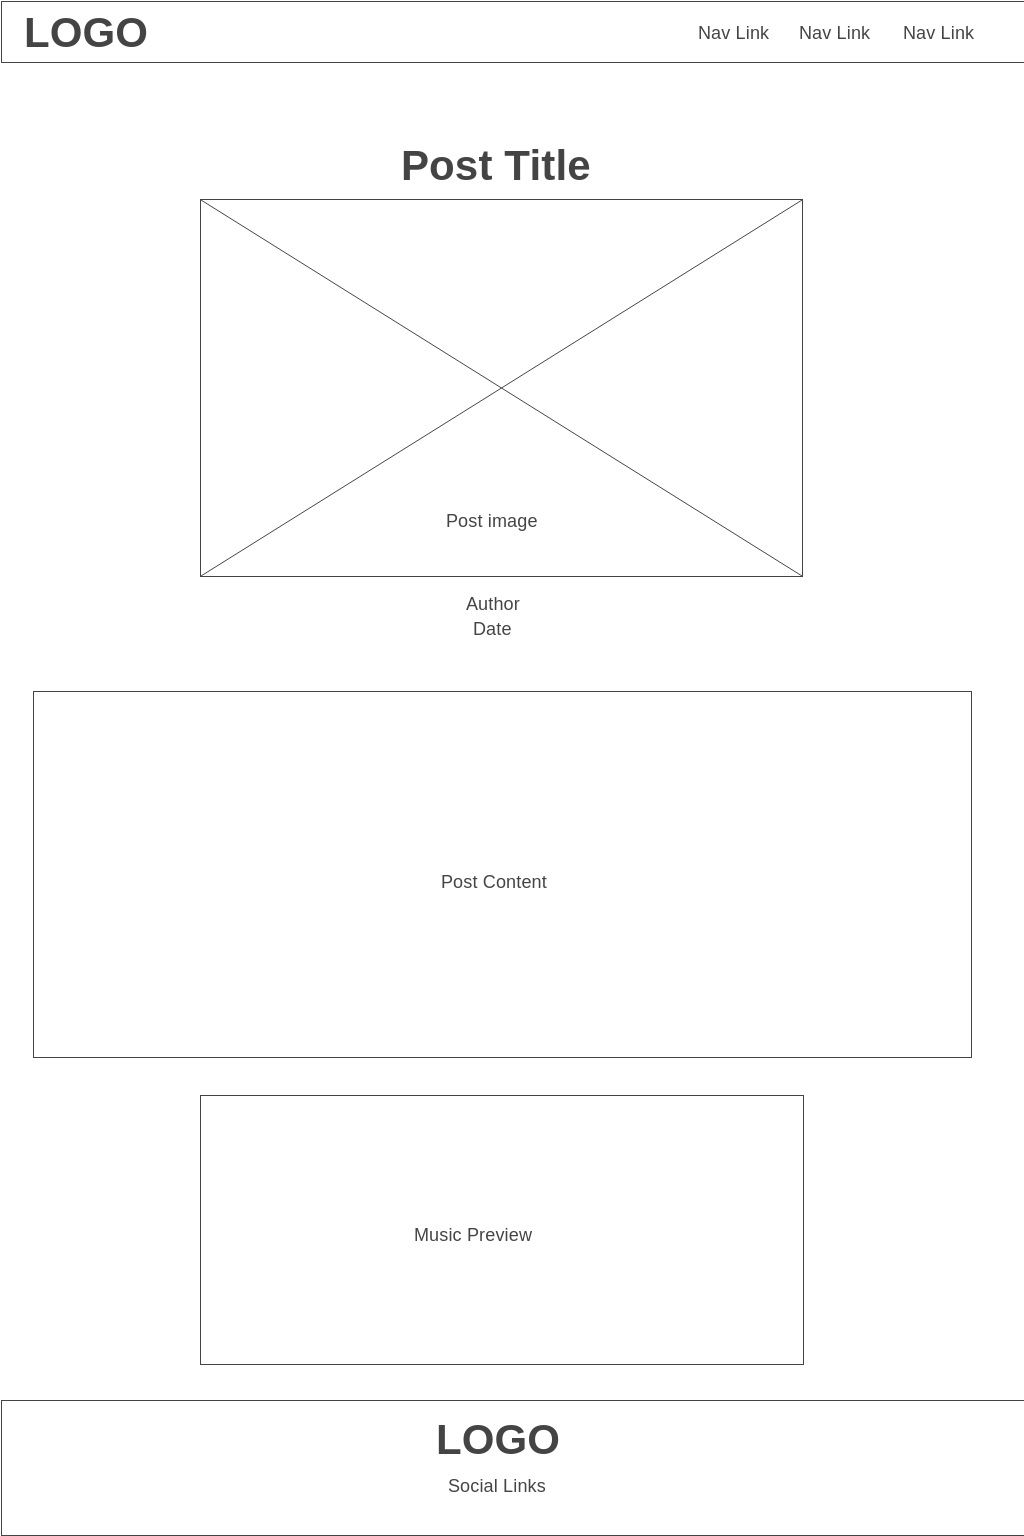 LOGO Nav Link Nav Link Nav Link
Post Title
Post image
Author
Date
Post Content
Music Preview
LOGO
Social Links